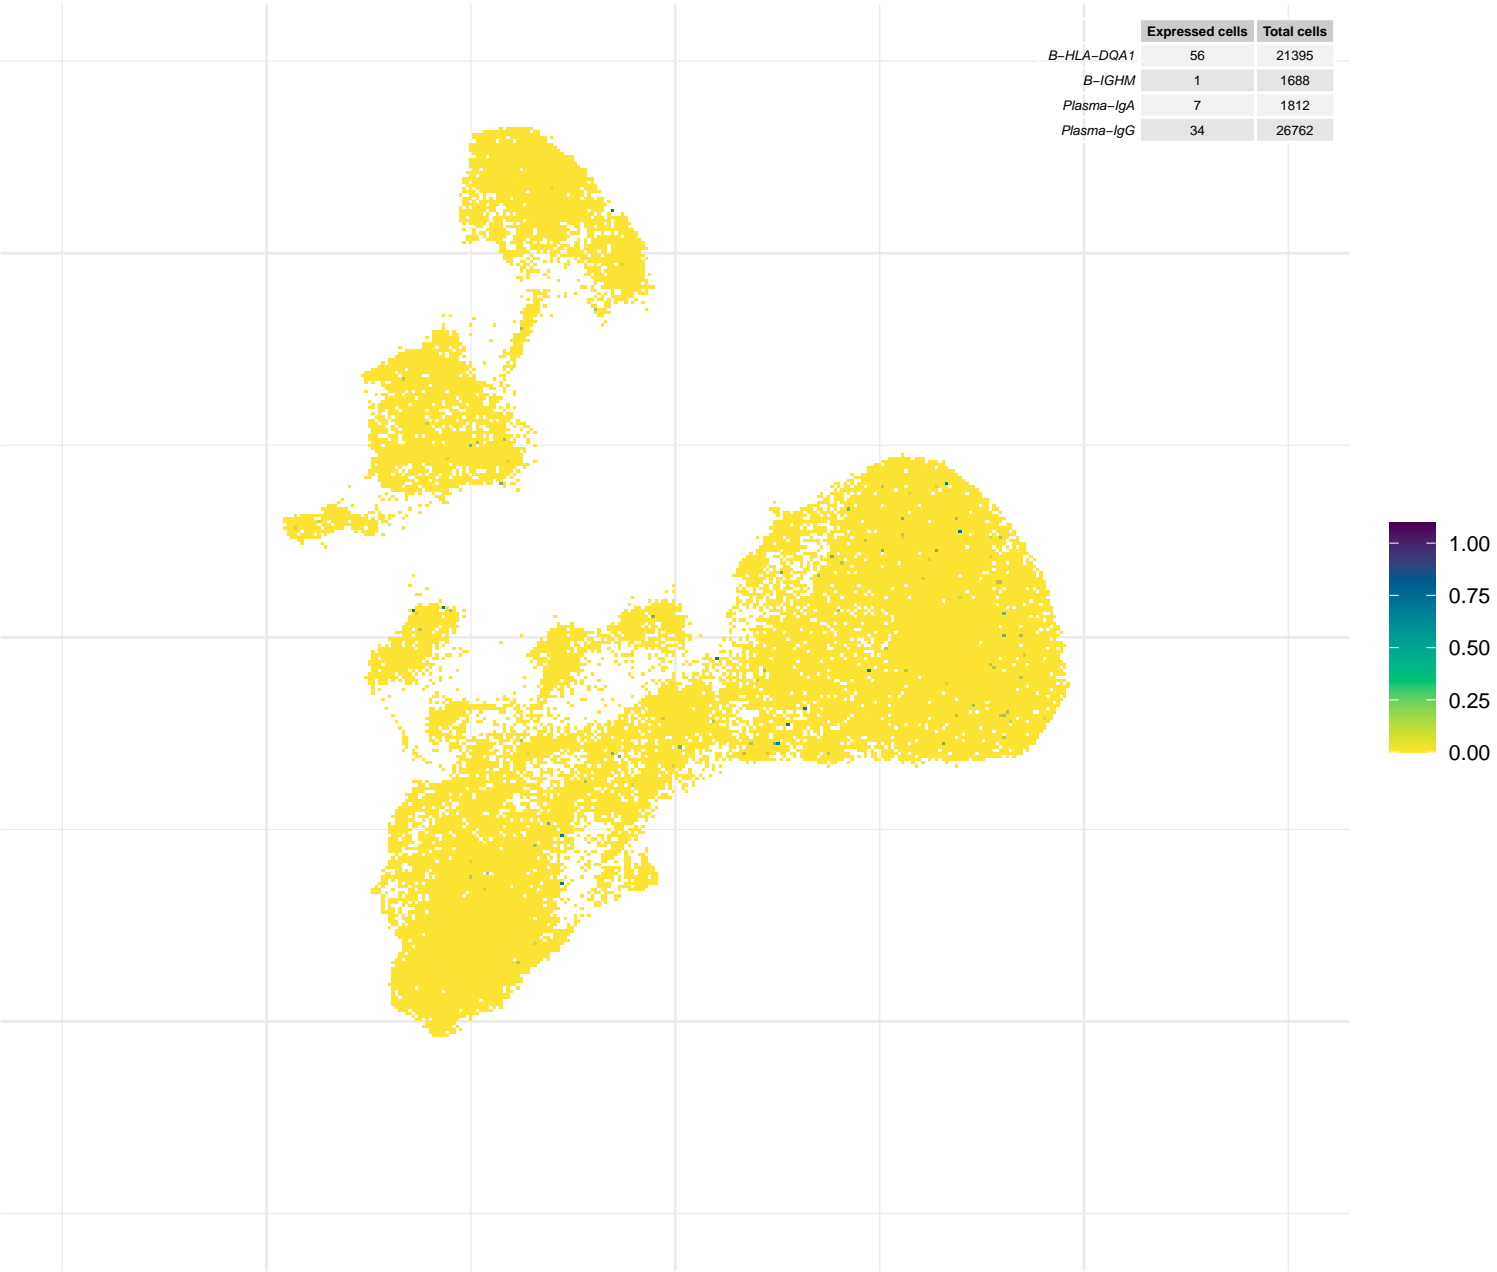 Expressed cells Total cells
B−HLA−DQA1 56 21395
B−IGHM 1 1688
Plasma−IgA 7 1812
Plasma−IgG 34 26762
1.00
0.75
0.50
0.25
0.00